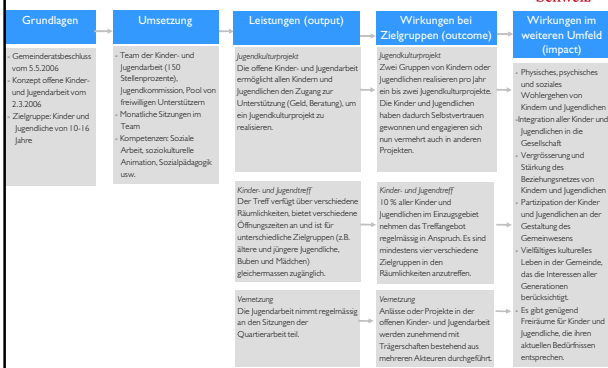 Schweiz
Grundlagen
- Gemeinderatsbeschluss
vom 5.5.2006
- Konzept offene Kinder-
und Jugendarbeit vom
2.3.2006
- Zielgruppe: Kinder und
Jugendliche von 10-16
Jahre
Umsetzung
- Team der Kinder- und
Jugendarbeit (150
Stellenprozente),
Jugendkommission, Pool von
freiwilligen Unterstützern
- Monatliche Sitzungen im
Team
- Kompetenzen: Soziale
Arbeit, soziokulturelle
Animation, Sozialpädagogik
usw.
Leistungen (output)
Jugendkulturprojekt
Die offene Kinder- und Jugendarbeit
ermöglicht allen Kindern und
Jugendlichen den Zugang zur
Unterstützung (Geld, Beratung), um
ein Jugendkulturprojekt zu
realisieren.
Kinder- und Jugendtreff
Der Treff verfügt über verschiedene
Räumlichkeiten, bietet verschiedene
Öffnungszeiten an und ist für
unterschiedliche Zielgruppen (z.B.
ältere und jüngere Jugendliche,
Buben und Mädchen)
gleichermassen zugänglich.
Vernetzung
Die Jugendarbeit nimmt regelmässig
an den Sitzungen der
Quartierarbeit teil.
Wirkungen bei
Zielgruppen (outcome)
Jugendkulturprojekt
Zwei Gruppen von Kindern oder
Jugendlichen realisieren pro Jahr
ein bis zwei Jugendkulturprojekte.
Die Kinder und Jugendlichen
haben dadurch Selbstvertrauen
gewonnen und engagieren sich
nun vermehrt auch in anderen
Projekten.
Kinder- und Jugendtreff
10 % aller Kinder und
Jugendlichen im Einzugsgebiet
nehmen das Treffangebot
regelmässig in Anspruch. Es sind
mindestens vier verschiedene
Zielgruppen in den
Räumlichkeiten anzutreffen.
Vernetzung
Anlässe oder Projekte in der
offenen Kinder- und Jugendarbeit
werden zunehmend mit
Trägerschaften bestehend aus
mehreren Akteuren durchgeführt.
Wirkungen im
weiteren Umfeld
(impact)
- Physisches, psychisches
und soziales
Wohlergehen von
Kindern und Jugendlichen
-Integration aller Kinder und
Jugendlichen in die
Gesellschaft
- Vergrösserung und
Stärkung des
Beziehungsnetzes von
Kindern und Jugendlichen
- Partizipation der Kinder
und Jugendlichen an der
Gestaltung des
Gemeinwesens
- Vielfältiges kulturelles
Leben in der Gemeinde,
das die Interessen aller
Generationen
berücksichtigt.
- Es gibt genügend
Freiräume für Kinder und
Jugendliche, die ihren
aktuellen Bedürfnissen
entsprechen.